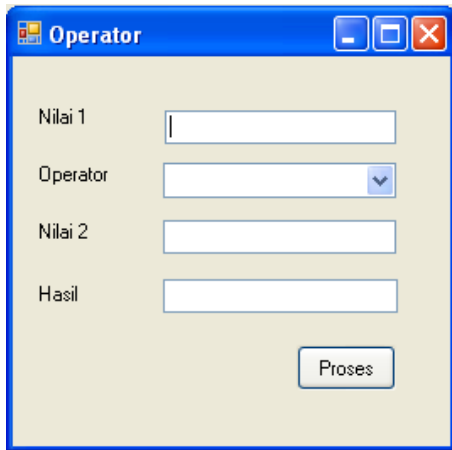 Operator
Nilai 1
Operator
Nilai 2
Hasil
Proses